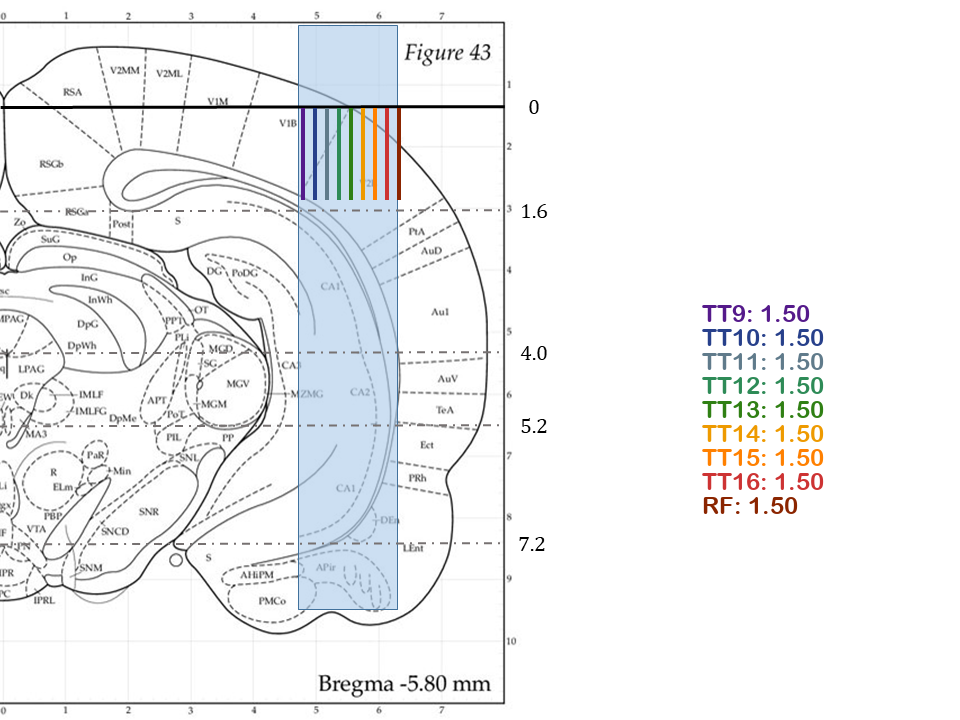 0 1 2 3 4 5 6 7
Figure 43
V2MM
V2ML
RSA
1
V1M
0
V1B
2
RSGb
3
1.6
RSGa
Zo
Post
S
PtA
SuG
AuD
Op
4
DG
PoDG
InG
CA1
sc
InWh
OT
Au1
TT9: 1.50
MPAG
DpG
PPT
5
TT10: 1.50
PLi
DpWh
MGD
4.0
SG
CA3
TT11: 1.50
q
LPAG
MGV
AuV
TT12: 1.50
EW
Dk
IMLF
MZMG
CA2
6
APT
MGM
TT13: 1.50
IMLFG
DpMe
PoT
TeA
5.2
MA3
PIL
PP
TT14: 1.50
Ect
PaR
SNL
7
TT15: 1.50
R
Min
PRh
TT16: 1.50
Li
ELm
CA1
RF: 1.50
SNR
PBP
8
VTA
SNCD
DEn
7.2
LEnt
S
SNM
APir
IPR
AHiPM
9
IPRL
PMCo
10
Bregma -5.80 mm
0 1 2 3 4 5 6 7